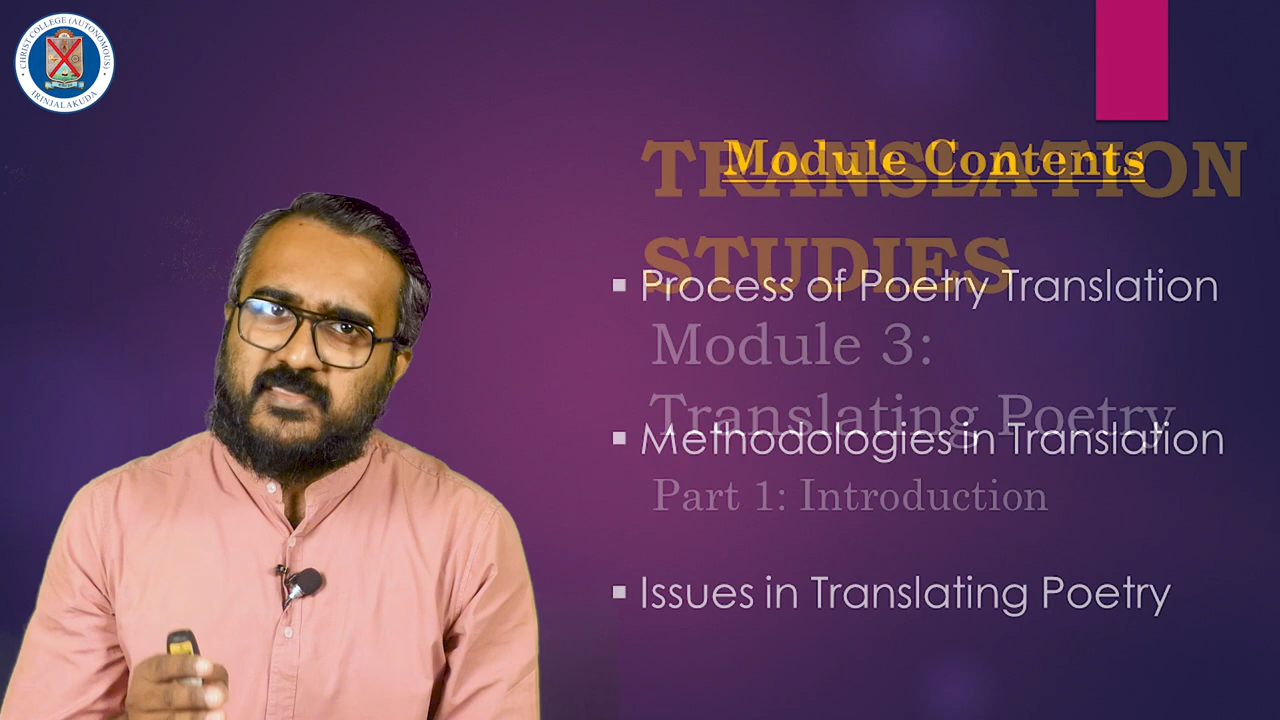 CHRIST COLLEGE (AUTONOMOUS)
IRINJALAKUDA
Module Contents
TRANSLATION
STUDIES
▪ Process of Poetry Translation
Module 3:
Translating Poetry
▪ Methodologies in Translation
Part 1: Introduction
▪ Issues in Translating Poetry